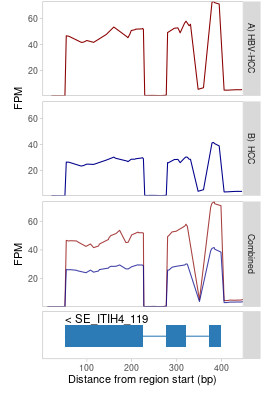 60
40
20
FPM
A) HBV-HCC
60
40
20
B) HCC
FPM
60
40
20
Combined
< SE_ITIH4_119
100
200
300
400
Distance from region start (bp)